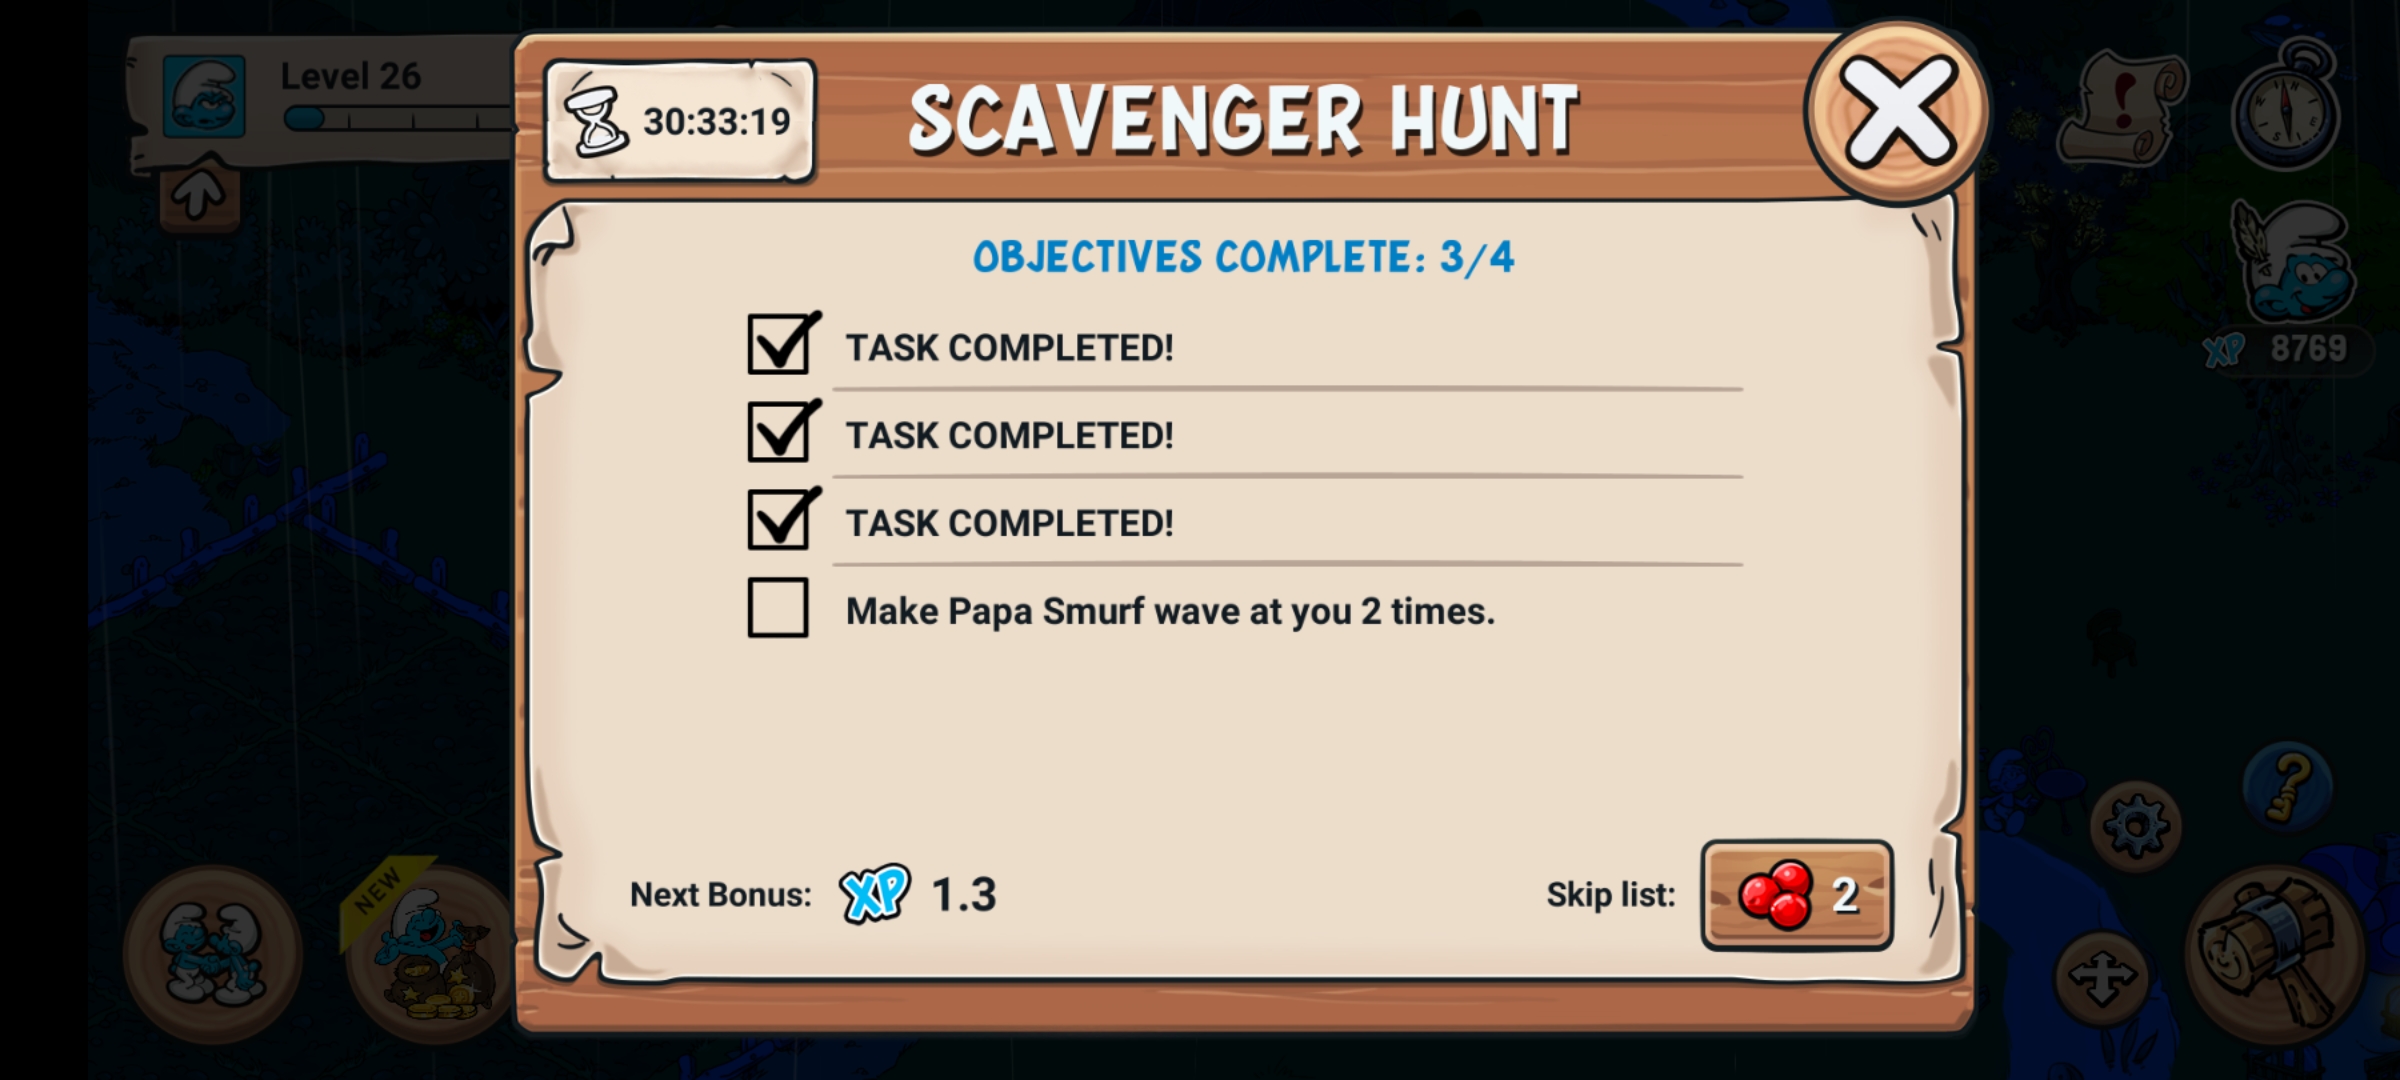 Level 26
30:33:19
SCAVENGER HUNT
OBJECTIVES COMPLETE: 3/4
TASK COMPLETED!
TASK COMPLETED!
TASK COMPLETED!
Make Papa Smurf wave at you 2 times.
XP 8769
NEW
Next Bonus: XP 1.3
Skip list: 2